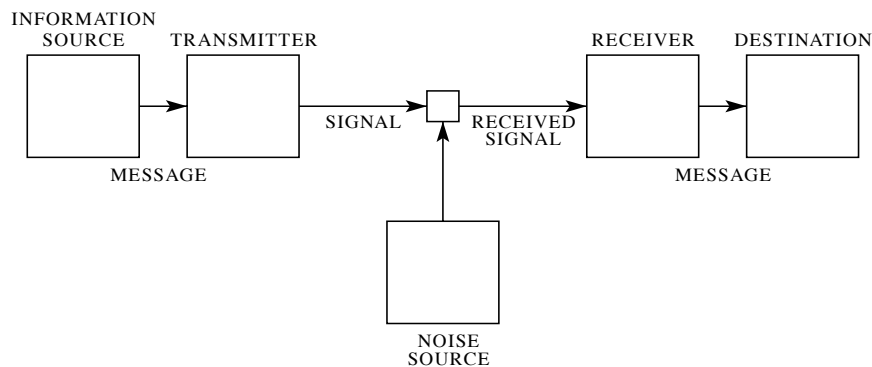 INFORMATION
SOURCE
TRANSMITTER
RECEIVER
DESTINATION
SIGNAL
RECEIVED
SIGNAL
MESSAGE
MESSAGE
NOISE
SOURCE